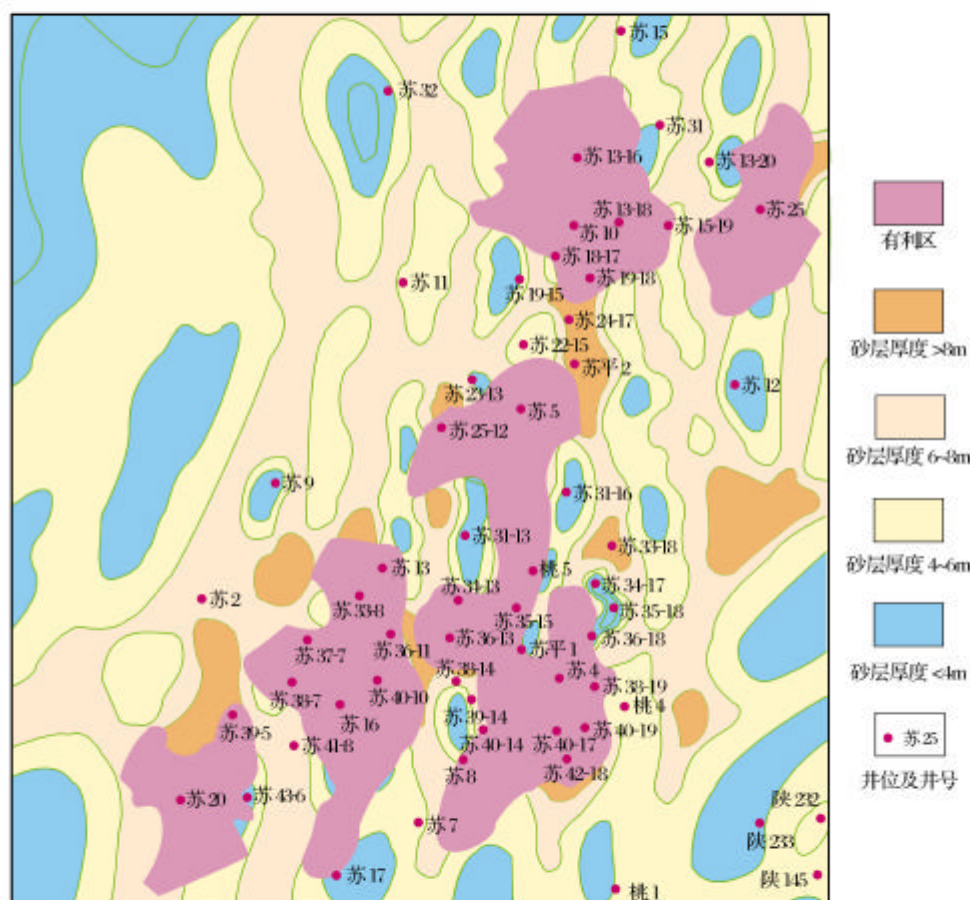 苏15
苏32
苏31
苏13-16
苏13-20
苏25
苏13-18
苏10
苏15-19
苏18-17
苏11
苏19-15
苏19-18
苏24-17
苏22-15
苏平2
苏23-13
苏12
苏5
苏25-12
苏9
苏31-16
苏31-13
苏33-18
苏13
桃5
苏34-13
苏34-17
苏2
苏33-8
苏35-15
苏35-18
苏36-11
苏36-13
苏36-18
苏37-7
苏平1
苏38-14
苏4
苏38-7
苏40-10
苏38-19
苏16
苏39-14
桃4
苏39-5
苏40-14
苏40-17
苏40-19
苏41-8
苏8
苏42-18
苏20
苏43-6
苏7
陕232
陕233
苏17
桃1
陕145
有利区
砂层厚度>8m
砂层厚度6~8m
砂层厚度4~6m
砂层厚度<4m
苏25
井位及井号